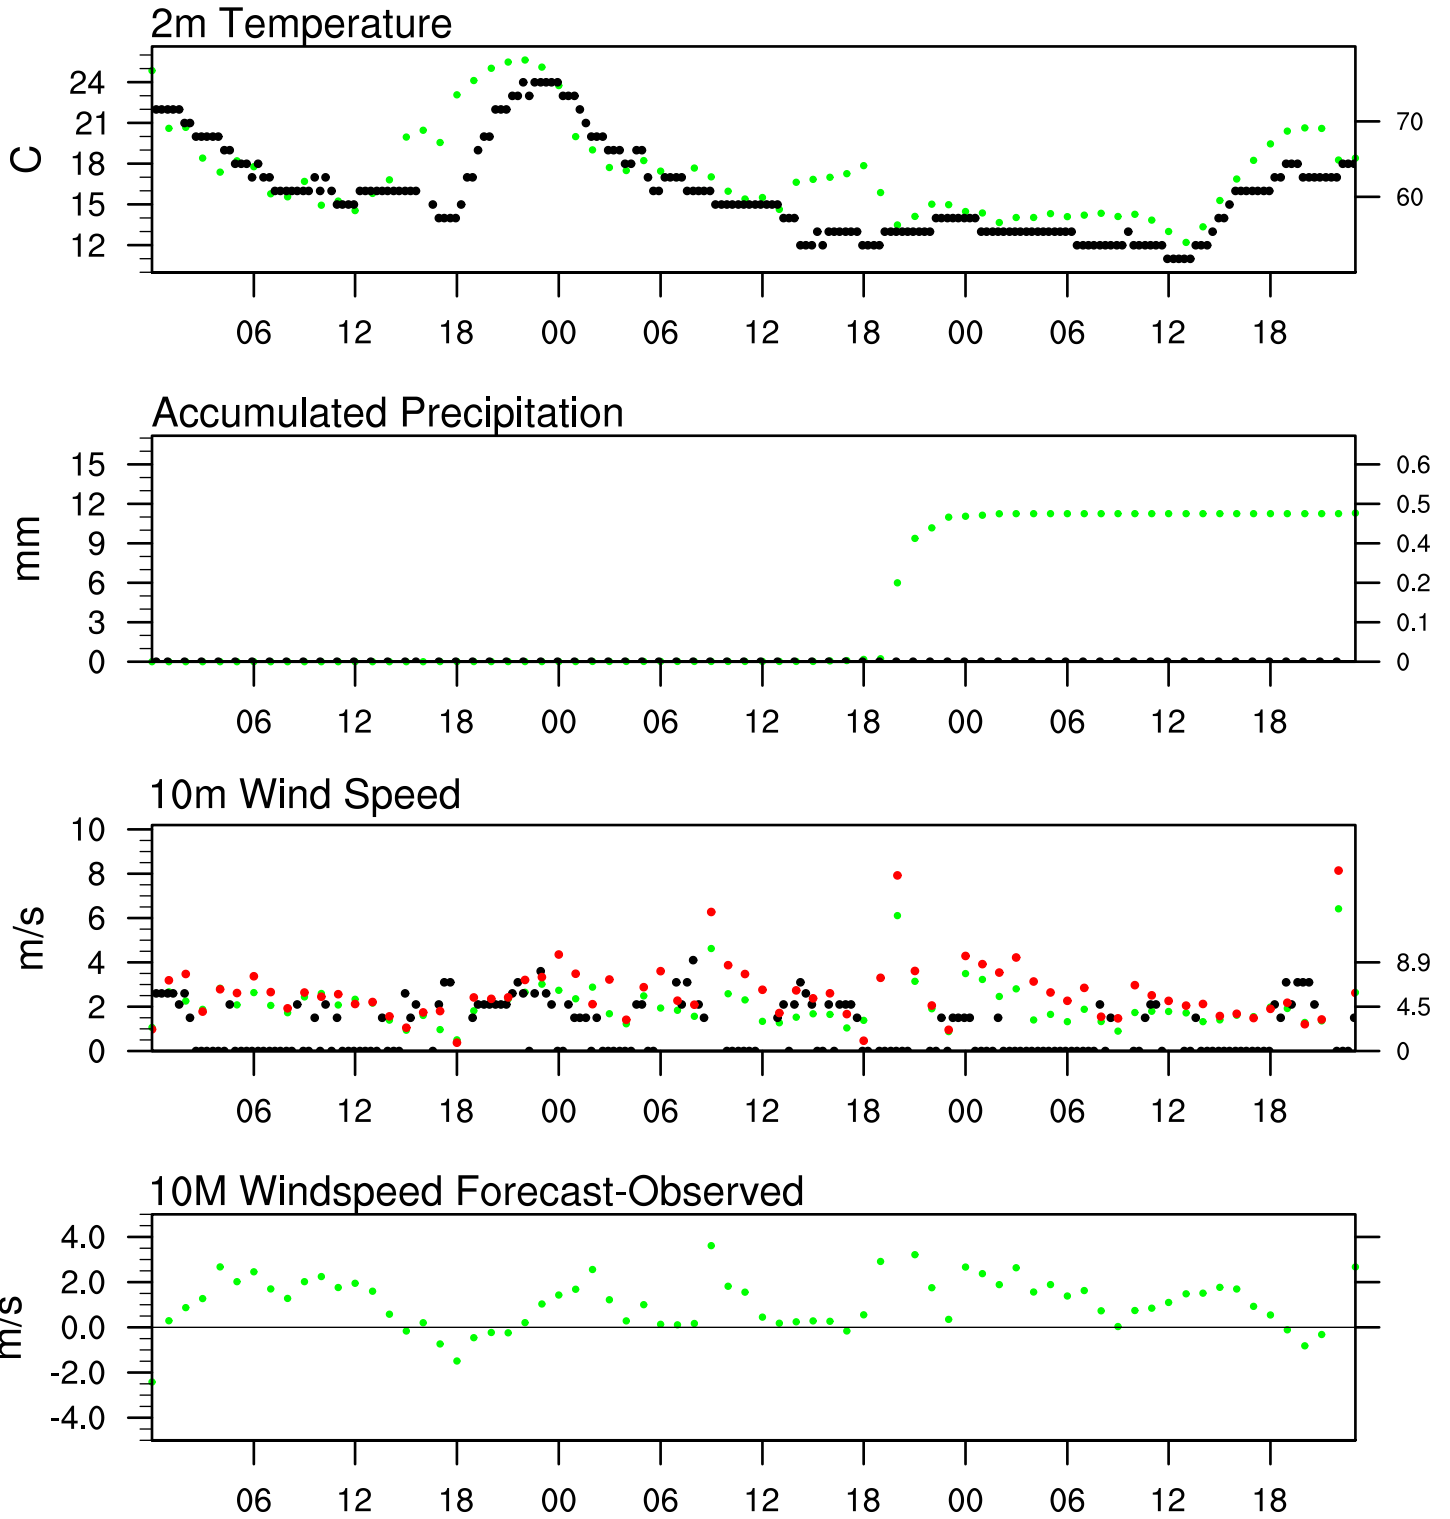 2m Temperature
24
21
18
15
12
C
70
60
06 12 18 00 06 12 18 00 06 12 18
Accumulated Precipitation
15
12
9
6
3
0
mm
0.6
0.5
0.4
0.2
0.1
0
06 12 18 00 06 12 18 00 06 12 18
10m Wind Speed
10
8
6
4
2
0
m/s
8.9
4.5
0
06 12 18 00 06 12 18 00 06 12 18
10M Windspeed Forecast-Observed
4.0
2.0
0.0
-2.0
-4.0
m/s
06 12 18 00 06 12 18 00 06 12 18